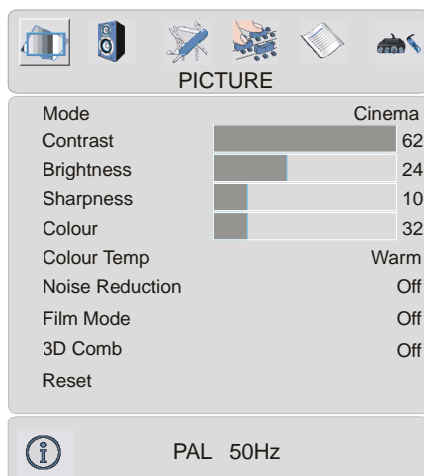 PICTURE
Mode Cinema
Contrast 62
Brightness 24
Sharpness 10
Colour 32
Colour Temp Warm
Noise Reduction Off
Film Mode Off
3D Comb Off
Reset
i PAL 50Hz